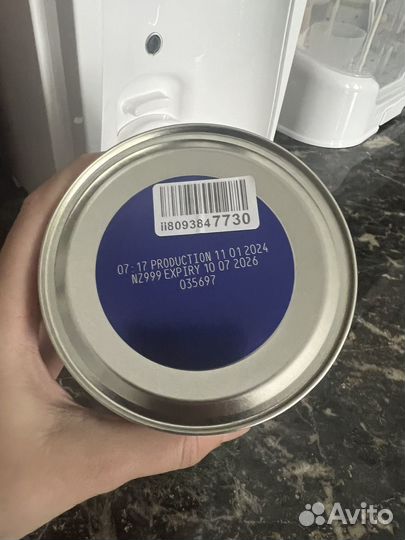 ii8093847730
07:17 PRODUCTION 11 01 2024
NZ999 EXPIRY 10 07 2026
035697
Avito